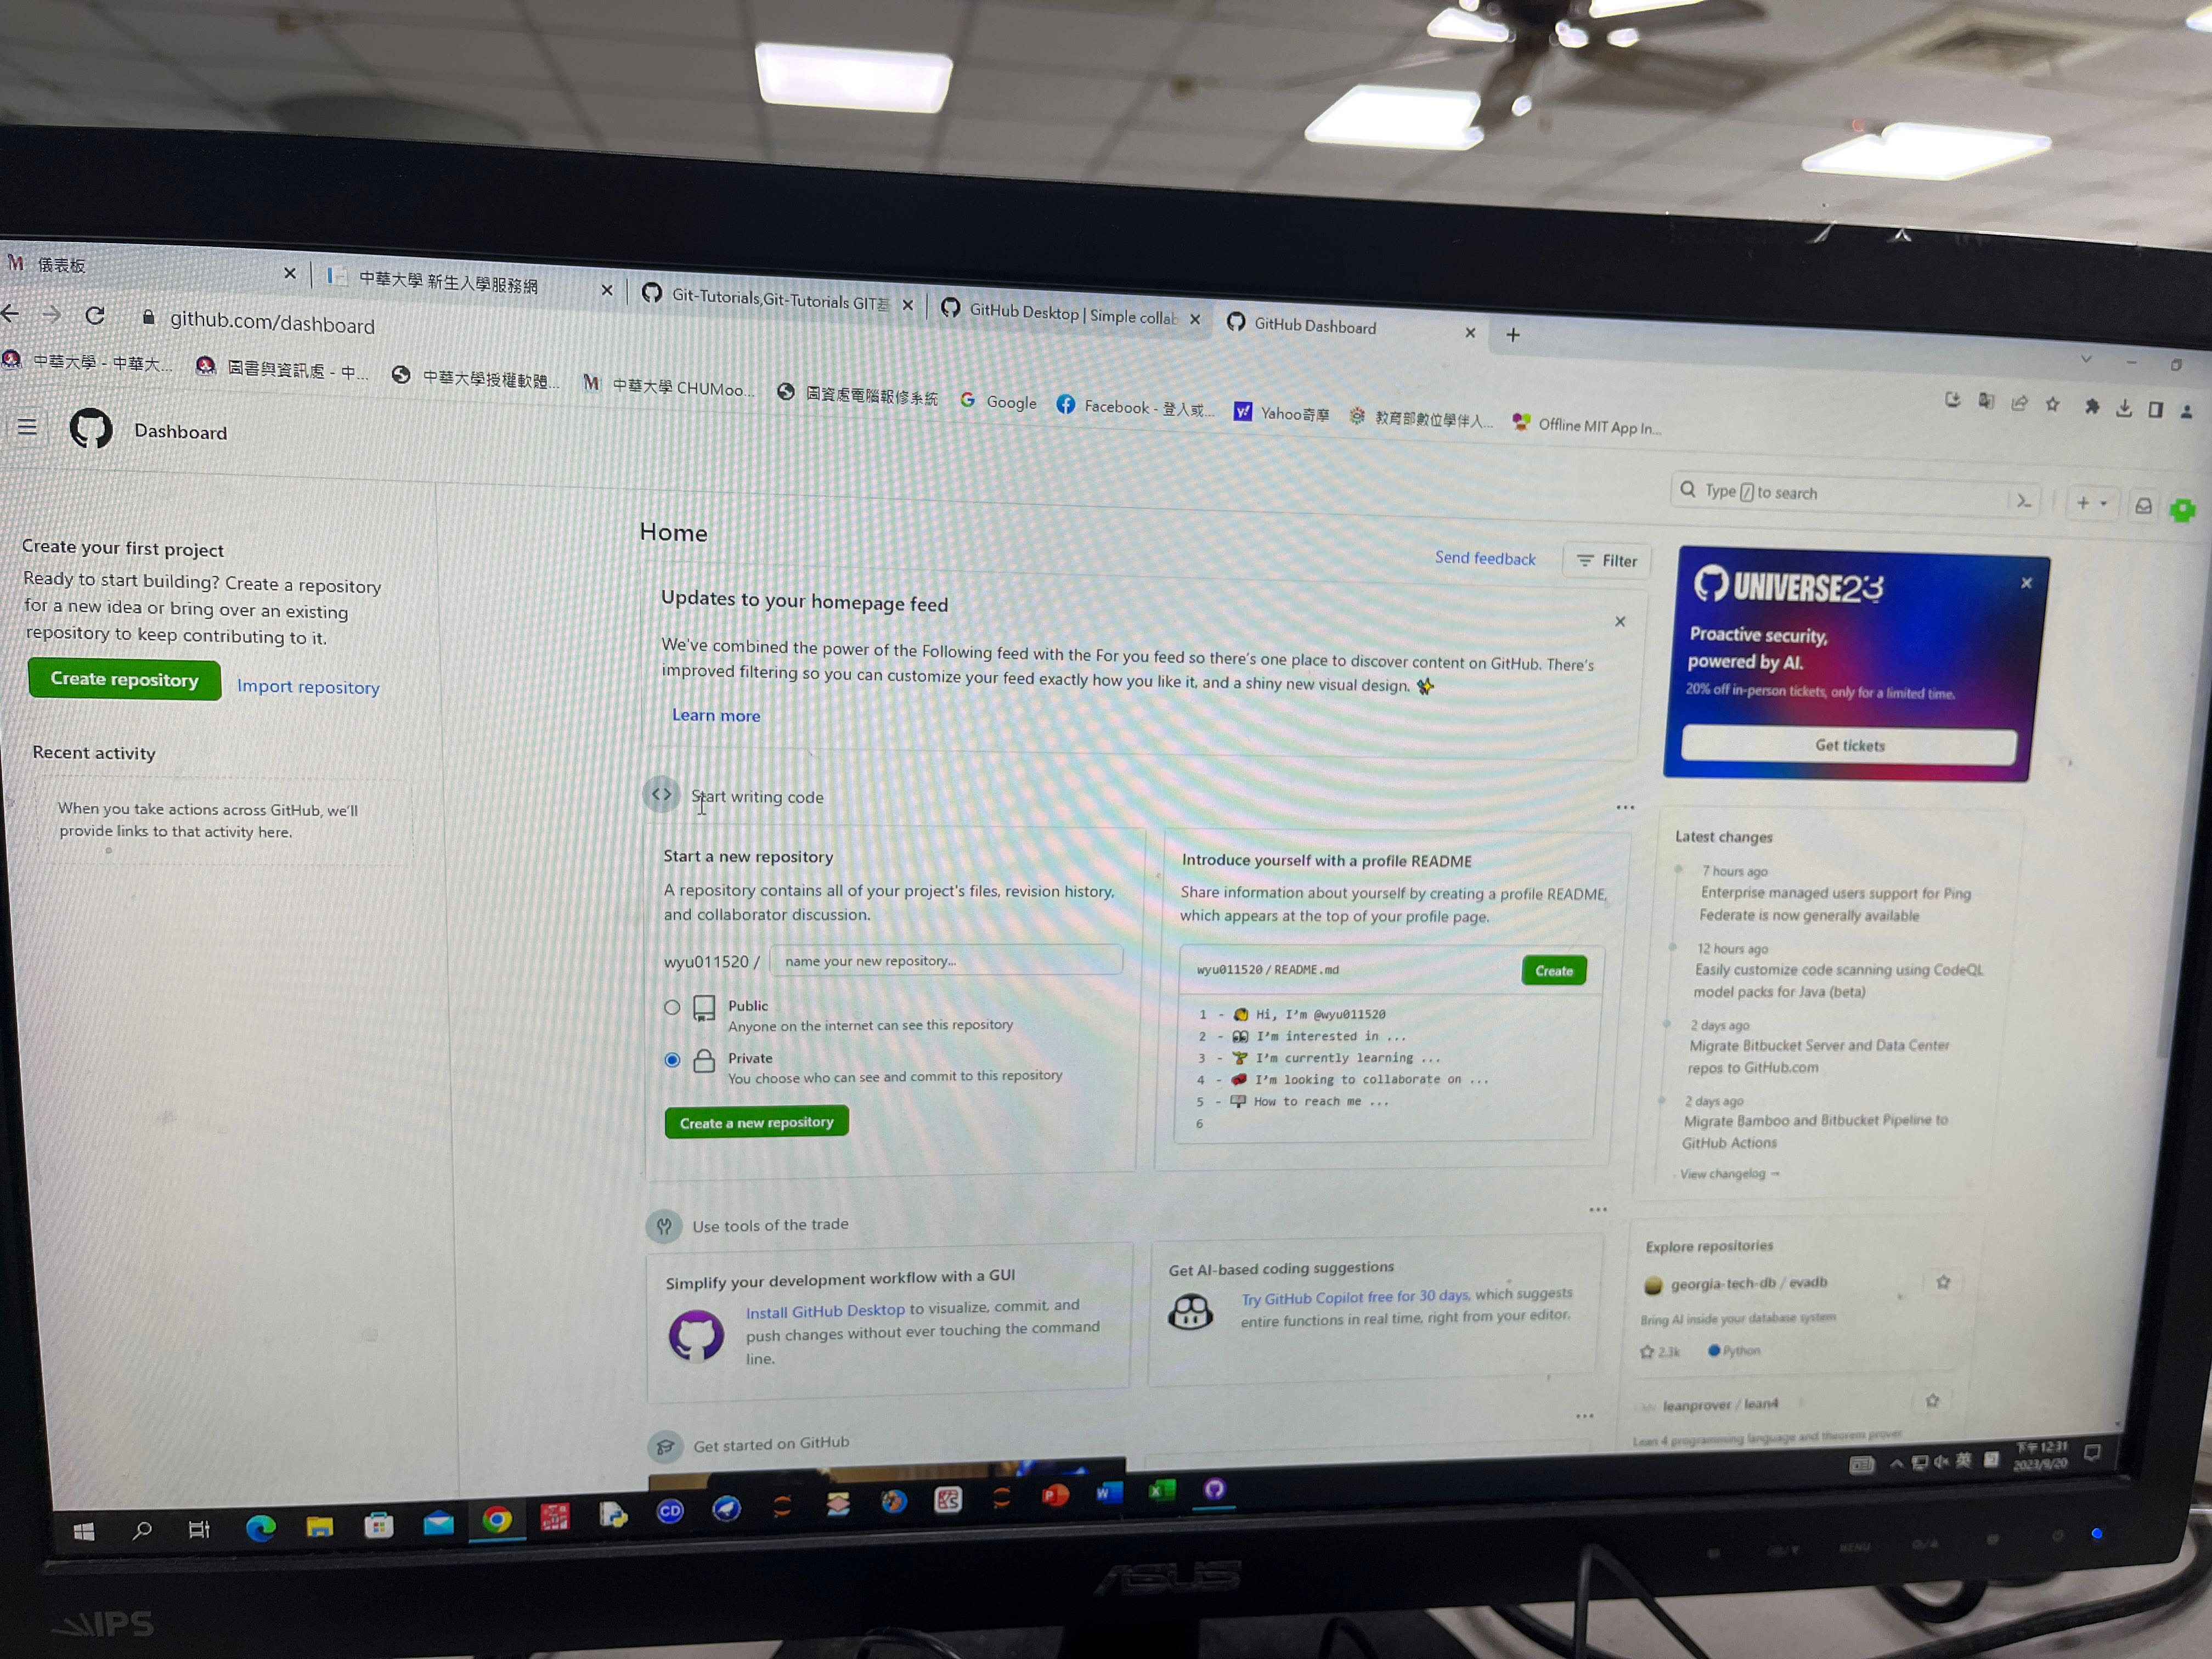 儀表板
中華大學 新生入學服務網
Git-Tutorials,Git-Tutorials GIT基
GitHub Desktop | Simple collab
GitHub Dashboard
github.com/dashboard
中華大學 - 中華大...
圖書與資訊處 - 中...
中華大學授權軟體...
中華大學 CHUMoo...
圖資處電腦報修系統
Google
Facebook - 登入或...
Yahoo奇摩
教育部數位學伴人...
Offline MIT App In...
Dashboard
Type / to search
Create your first project
Ready to start building? Create a repository
for a new idea or bring over an existing
repository to keep contributing to it.
Create repository
Import repository
Recent activity
When you take actions across GitHub, we'll
provide links to that activity here.
Home
Send feedback
Filter
Updates to your homepage feed
We've combined the power of the Following feed with the For you feed so there's one place to discover content on GitHub. There's
improved filtering so you can customize your feed exactly how you like it, and a shiny new visual design. ✨
Learn more
Start writing code
Start a new repository
A repository contains all of your project's files, revision history,
and collaborator discussion.
wyu011520 /
name your new repository...
Public
Anyone on the internet can see this repository
Private
You choose who can see and commit to this repository
Create a new repository
Introduce yourself with a profile README
Share information about yourself by creating a profile README,
which appears at the top of your profile page.
wyu011520 / README.md
Create
1 - 👋 Hi, I'm @wyu011520
2 - 👀 I'm interested in ...
3 - 🌱 I'm currently learning ...
4 - 💞️ I'm looking to collaborate on ...
5 - 📫 How to reach me ...
6
Use tools of the trade
Simplify your development workflow with a GUI
Install GitHub Desktop to visualize, commit, and
push changes without ever touching the command
line.
Get AI-based coding suggestions
Try GitHub Copilot free for 30 days, which suggests
entire functions in real time, right from your editor.
Get started on GitHub
UNIVERSE23
Proactive security,
powered by AI.
20% off in-person tickets, only for a limited time.
Get tickets
Latest changes
7 hours ago
Enterprise managed users support for Ping
Federate is now generally available
12 hours ago
Easily customize code scanning using CodeQL
model packs for Java (beta)
2 days ago
Migrate Bitbucket Server and Data Center
repos to GitHub.com
2 days ago
Migrate Bamboo and Bitbucket Pipeline to
GitHub Actions
View changelog →
Explore repositories
georgia-tech-db / evadb
Bring AI inside your database system
2.3k
Python
leanprover / lean4
Lean 4 programming language and theorem prover
英
下午 12:31
2023/9/20
CD
MENU
ASUS
IPS